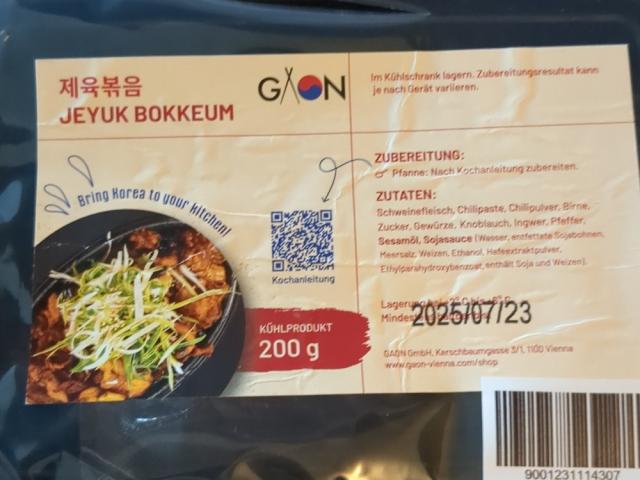 제육볶음
JEYUK BOKKEUM
GAON
Im Kühlschrank lagern. Zubereitungsresultat kann
je nach Gerät variieren.
Bring Korea to your kitchen!
Kochanleitung
KÜHLPRODUKT
200 g
ZUBEREITUNG:
Pfanne: Nach Kochanleitung zubereiten.
ZUTATEN:
Schweinefleisch, Chilipaste, Chilipulver, Birne,
Zucker, Gewürze, Knoblauch, Ingwer, Pfeffer,
Sesamöl, Sojasauce (Wasser, entfettete Sojabohnen,
Meersalz, Weizen, Ethanol, Hefeextraktpulver,
Ethylparahydroxybenzoat, enthält Soja und Weizen).
Lagerung
2025/07/23
GAON GmbH, Karschbaumgasse 3/1, 1100 Vienna
www.gaon-vienna.com/shop
9001231114307